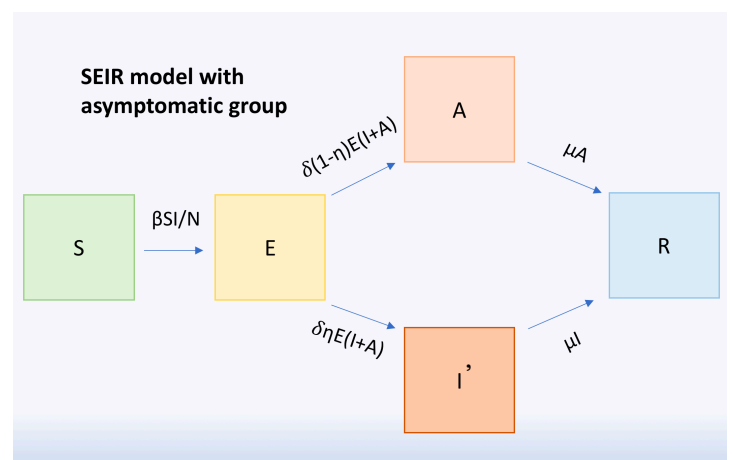 SEIR model with
asymptomatic group
A
δ(1-η)E(I+A)
μA
S
βSI/N
E
R
δηE(I+A)
μI
I’